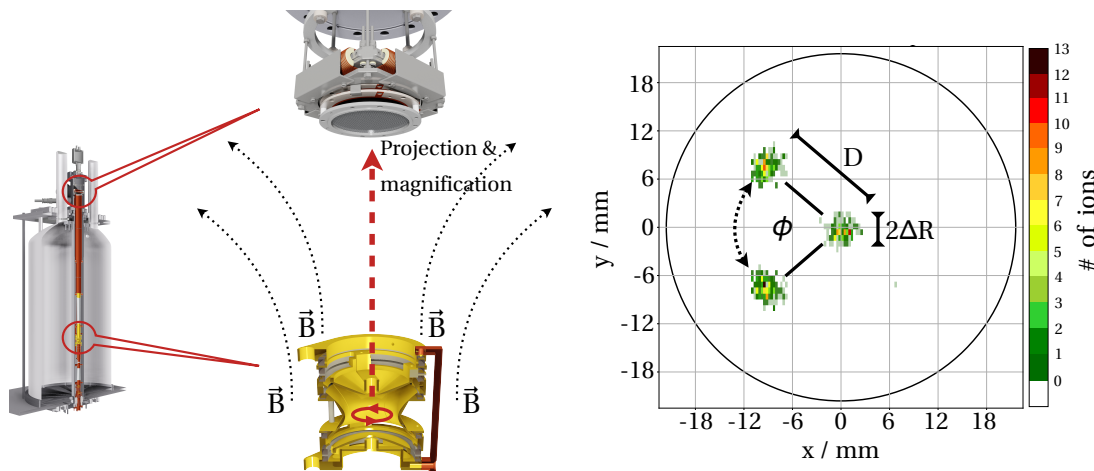 Projection &
magnification
B⃗
B⃗
B⃗
B⃗
D
ϕ
2ΔR
18
12
6
0
-6
-12
-18
-18
-12
-6
0
6
12
18
y / mm
x / mm
13
12
11
10
9
8
7
6
5
4
3
2
1
0
# of ions